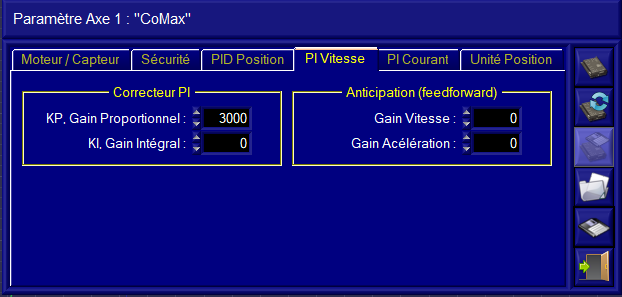 Paramètre Axe 1 : "CoMax"
Moteur / Capteur Sécurité PID Position PI Vitesse PI Courant Unité Position
Correcteur PI
KP, Gain Proportionnel : 3000
KI, Gain Intégral : 0
Anticipation (feedforward)
Gain Vitesse : 0
Gain Acélération : 0